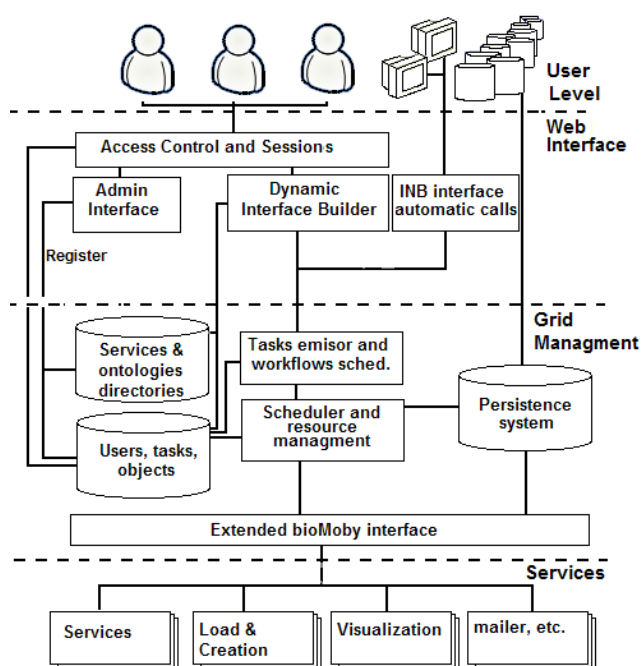 User
Level
Web
Interface
Access Control and Sessions
Admin
Interface
Dynamic
Interface Builder
INB interface
automatic calls
Register
Grid
Managment
Services &
ontologies
directories
Tasks emisor and
workflows sched.
Persistence
system
Scheduler and
resource
managment
Users, tasks,
objects
Extended bioMoby interface
Services
Services
Load &
Creation
Visualization
mailer, etc.